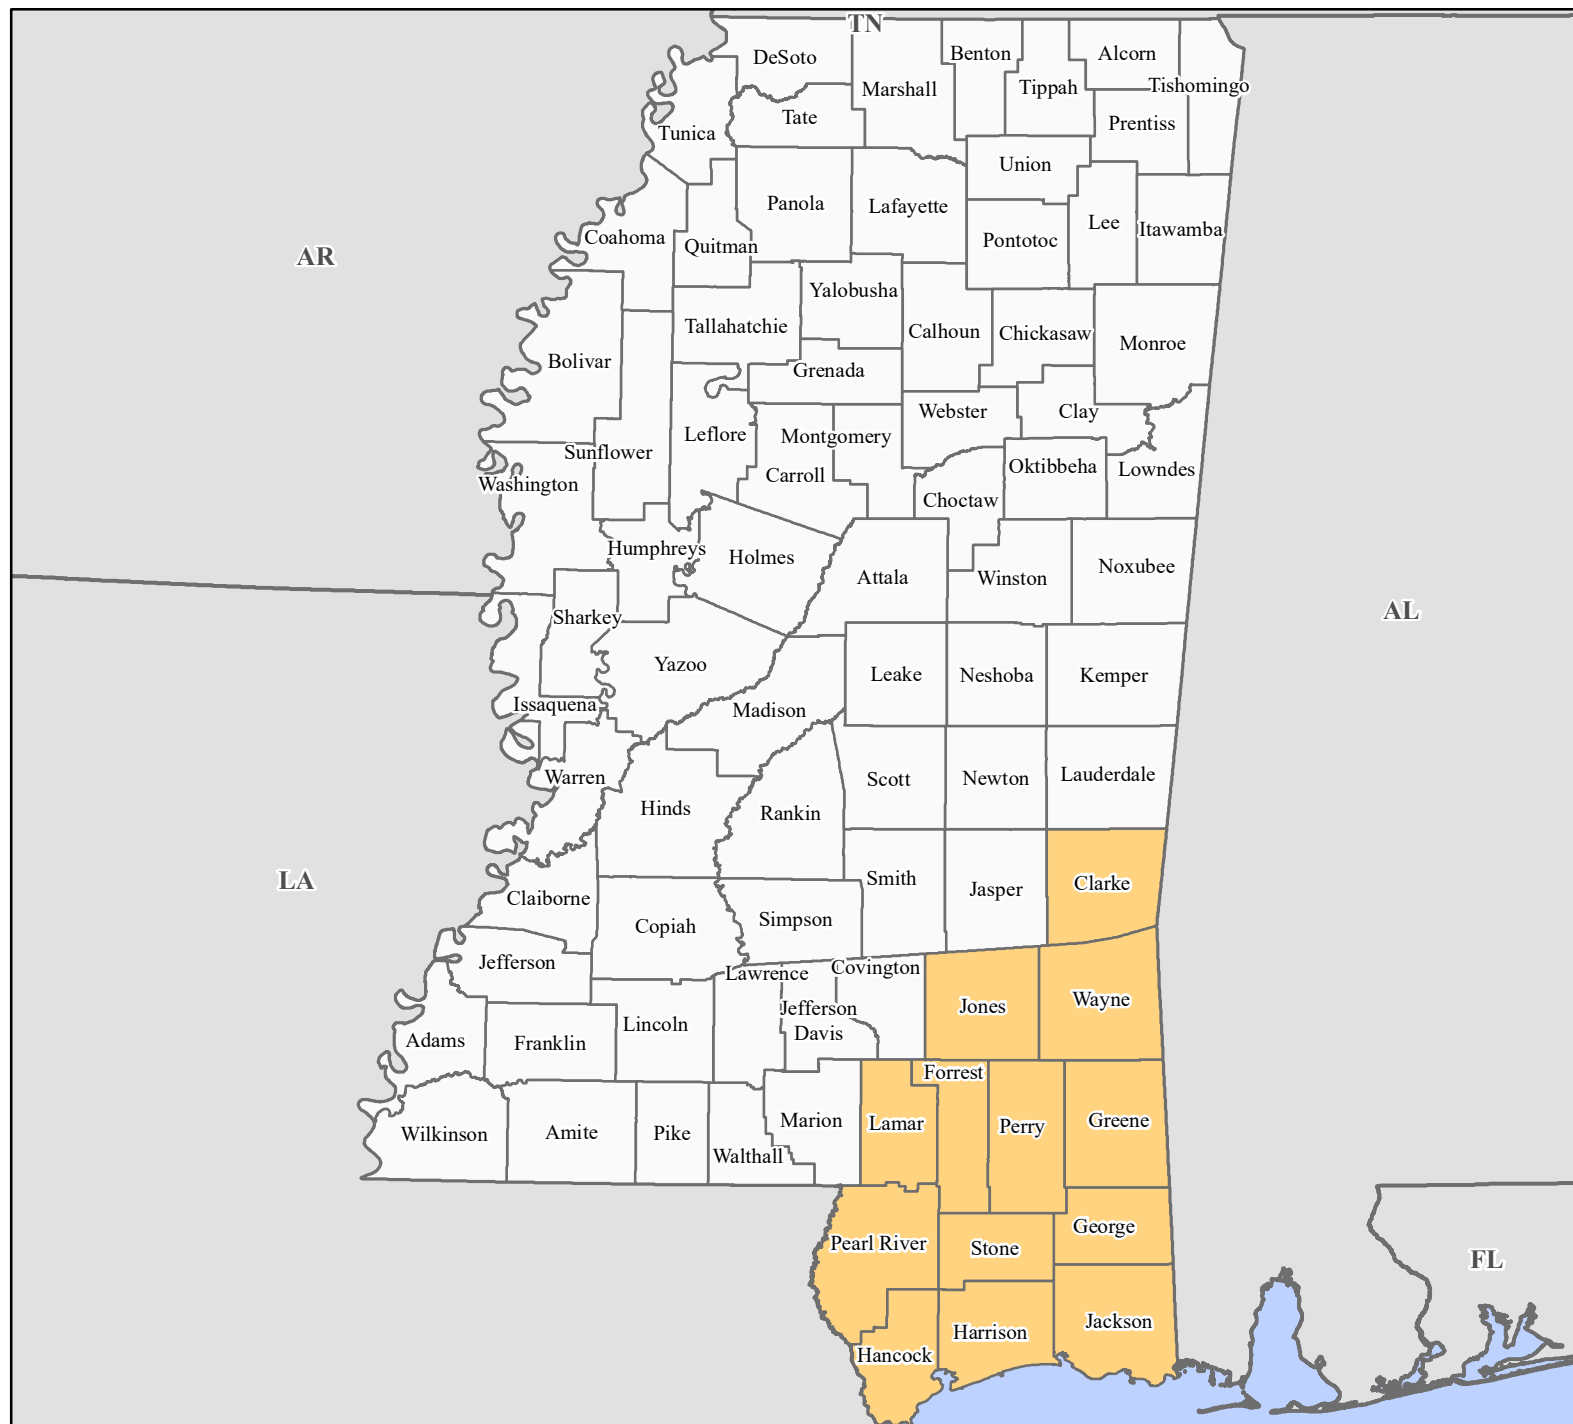 TN
DeSoto
Benton
Alcorn
Marshall
Tippah
Tishomingo
Tate
Tunica
Prentiss
Union
Panola
Lafayette
Lee
Itawamba
Coahoma
Quitman
Pontotoc
AR
Yalobusha
Tallahatchie
Calhoun
Chickasaw
Monroe
Bolivar
Grenada
Webster
Clay
Leflore
Montgomery
Sunflower
Oktibbeha
Lowndes
Carroll
Washington
Choctaw
Humphreys
Holmes
Noxubee
Attala
Winston
AL
Sharkey
Yazoo
Leake
Neshoba
Kemper
Issaquena
Madison
Warren
Scott
Newton
Lauderdale
Hinds
Rankin
LA
Smith
Jasper
Clarke
Claiborne
Copiah
Simpson
Jefferson
Lawrence
Covington
Jones
Wayne
Jefferson
Davis
Lincoln
Adams
Franklin
Forrest
Wilkinson
Amite
Pike
Walthall
Marion
Lamar
Perry
Greene
George
Pearl River
Stone
FL
Harrison
Jackson
Hancock